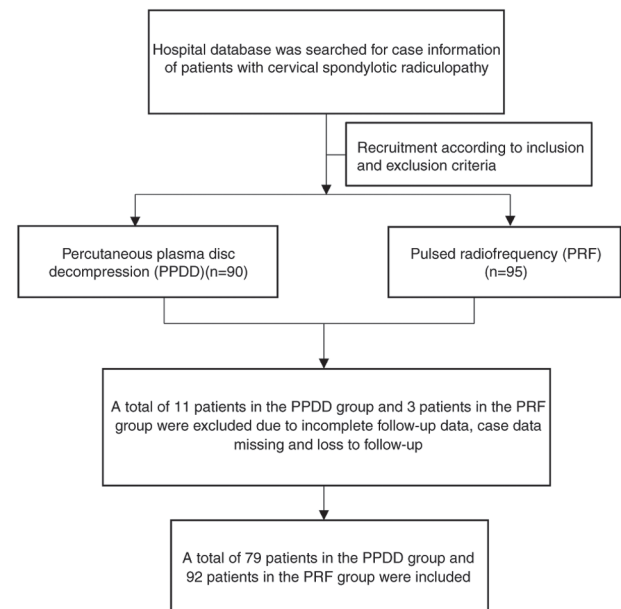 Hospital database was searched for case information
of patients with cervical spondylotic radiculopathy
Recruitment according to inclusion
and exclusion criteria
Percutaneous plasma disc
decompression (PPDD)(n=90)
Pulsed radiofrequency (PRF)
(n=95)
A total of 11 patients in the PPDD group and 3 patients in the PRF
group were excluded due to incomplete follow-up data, case data
missing and loss to follow-up
A total of 79 patients in the PPDD group and
92 patients in the PRF group were included